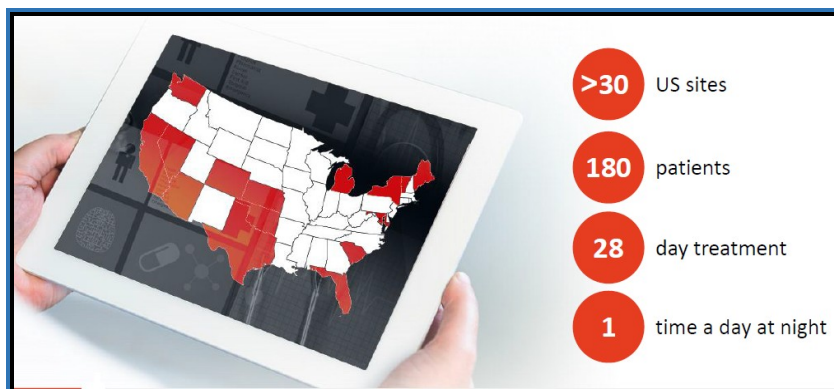 >30 US sites
180 patients
28 day treatment
1 time a day at night